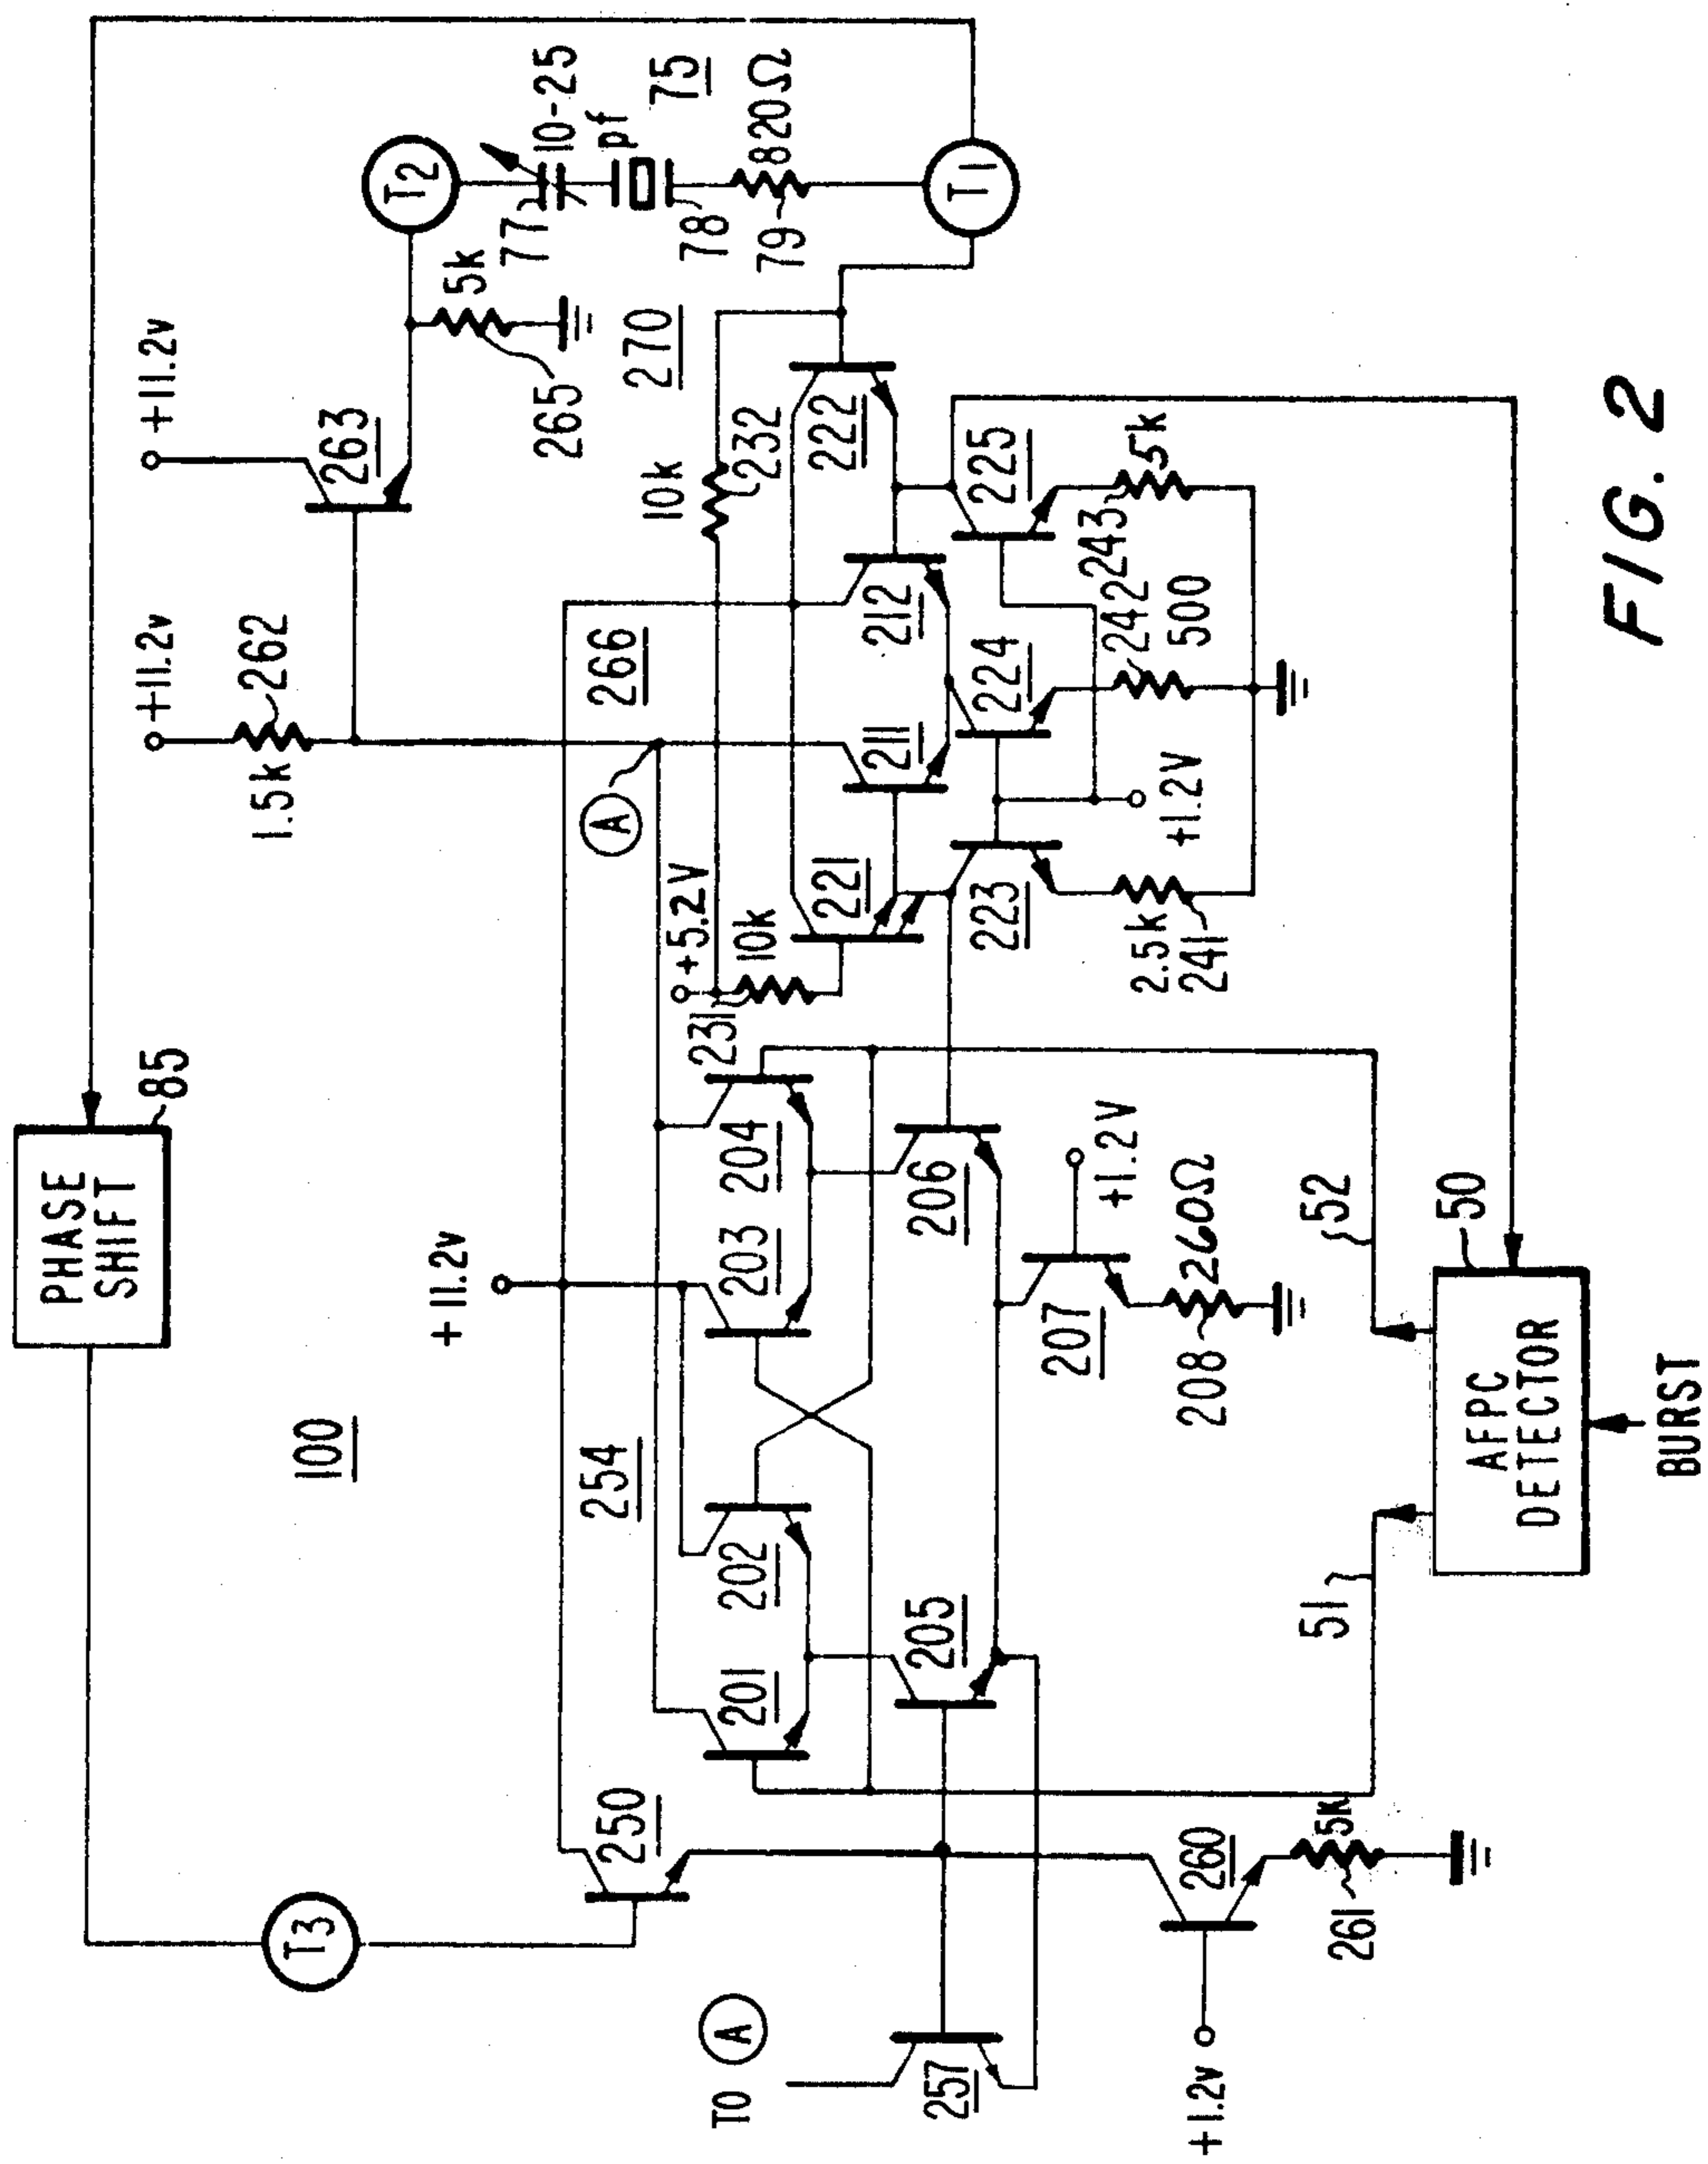 PHASE
SHIFT
85
+11.2v
+11.2v
263
T2
5k
265
77
10-25
pf
75
78
79
820Ω
T1
262
1.5k
A
266
270
10k
232
222
212
211
221
+5.2V
10k
231
225
224
223
5k
243
242
500
+1.2V
2.5k
241
100
+11.2v
254
204
203
202
201
206
205
+1.2V
207
260Ω
208
250
T3
260
5K
261
TO A
257
+1.2v
51
52
50
AFPC
DETECTOR
BURST
FIG. 2